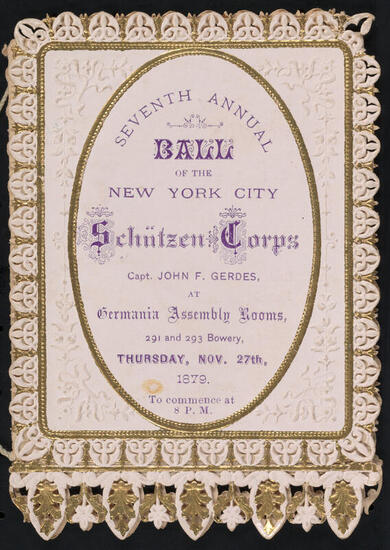 SEVENTH ANNUAL
BALL
OF THE
NEW YORK CITY
Schützen Corps
Capt. JOHN F. GERDES,
AT
Germania Assembly Rooms,
291 and 293 Bowery,
THURSDAY, NOV. 27th,
1879.
To commence at
8 P. M.